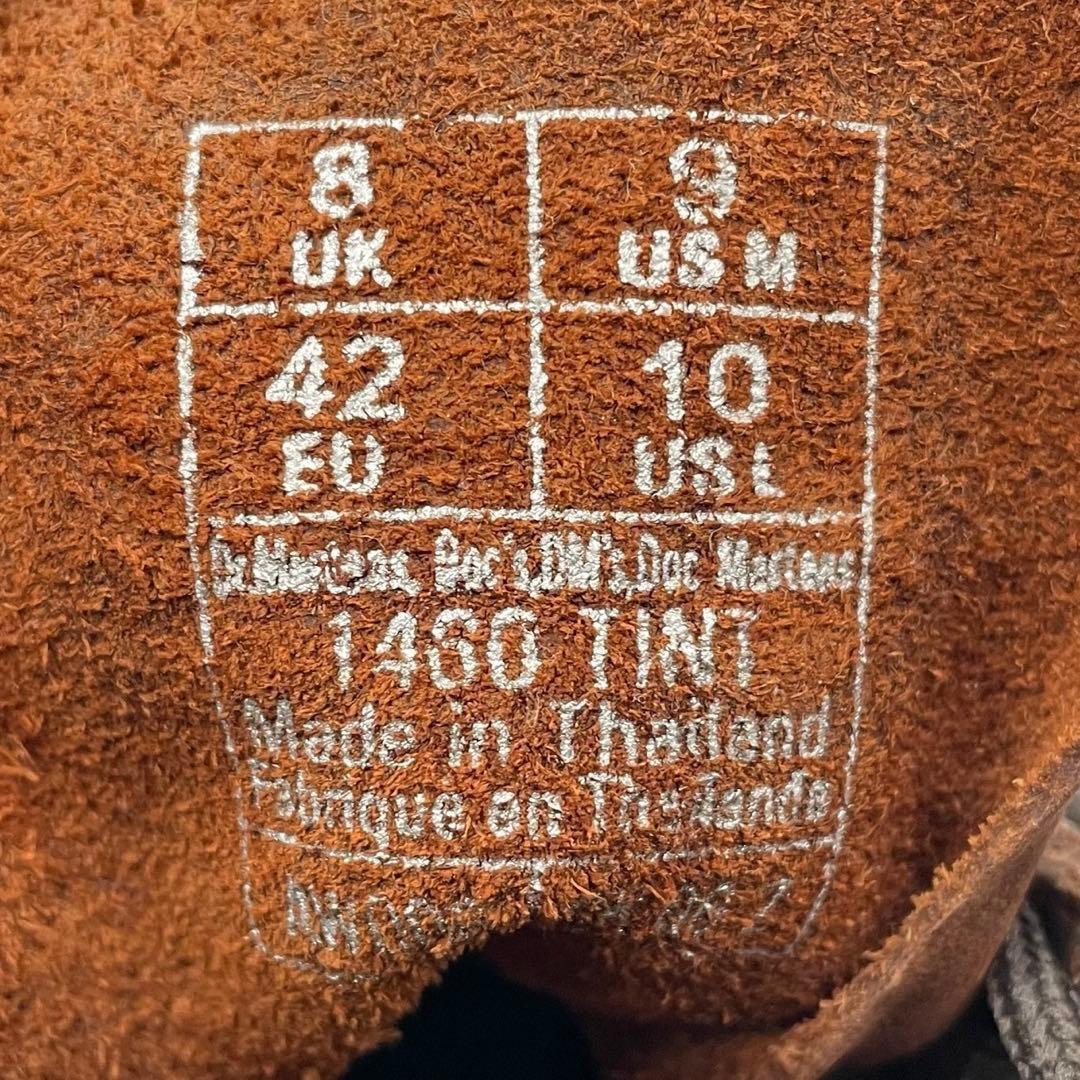 8 9
UK US M
42 10
EU US L
Dr.Martens, Doc's, DM's, Doc Martens
1460 TINT
Made in Thailand
Fabrique en Thailande